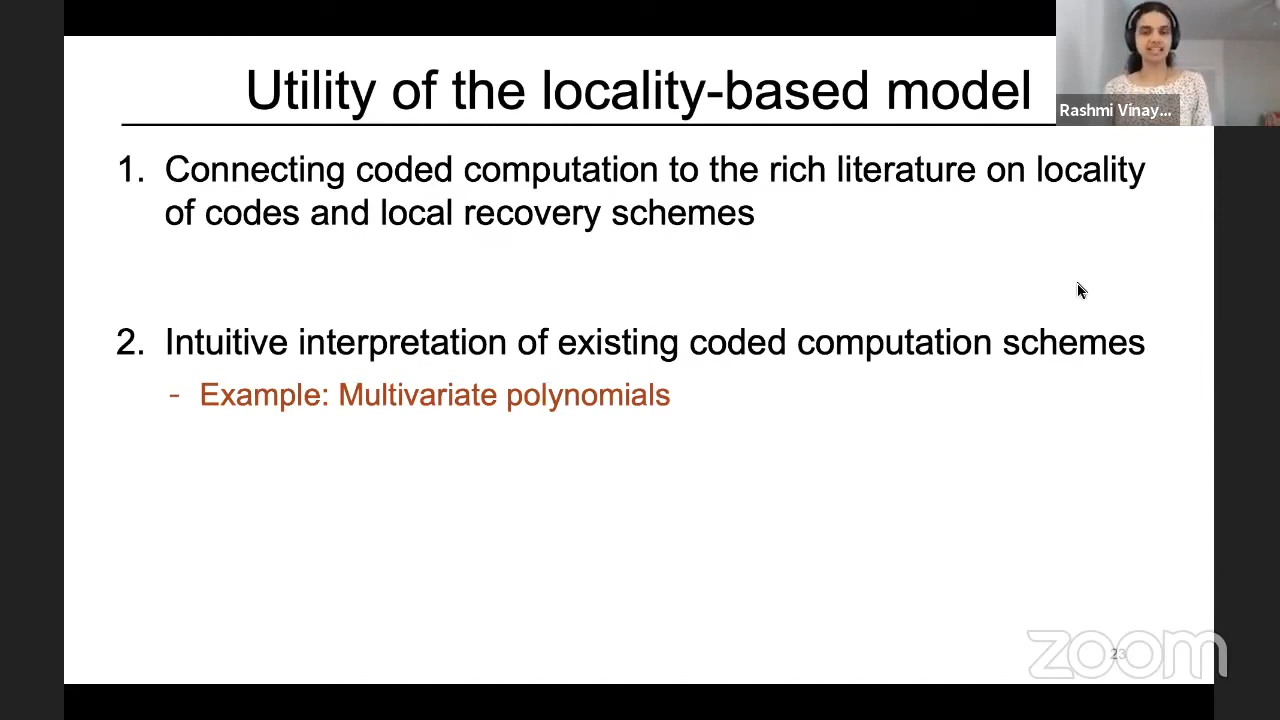 Utility of the locality-based model
Rashmi Vinay...
1. Connecting coded computation to the rich literature on locality
of codes and local recovery schemes
2. Intuitive interpretation of existing coded computation schemes
- Example: Multivariate polynomials
zoom
23